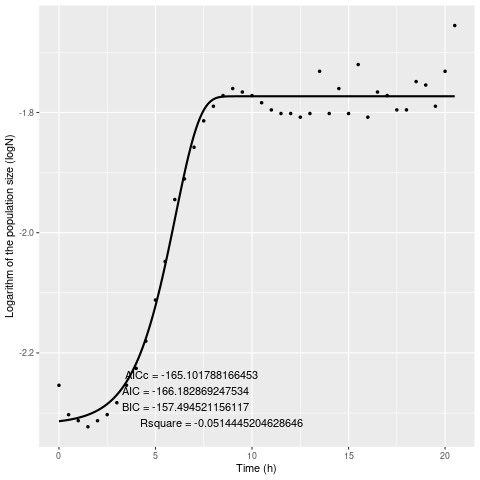 Logarithm of the population size (logN)
-1.8
-2.0
-2.2
AICc = -165.101788166453
AIC = -166.182869247534
BIC = -157.494521156117
Rsquare = -0.0514445204628646
0
5
10
15
20
Time (h)